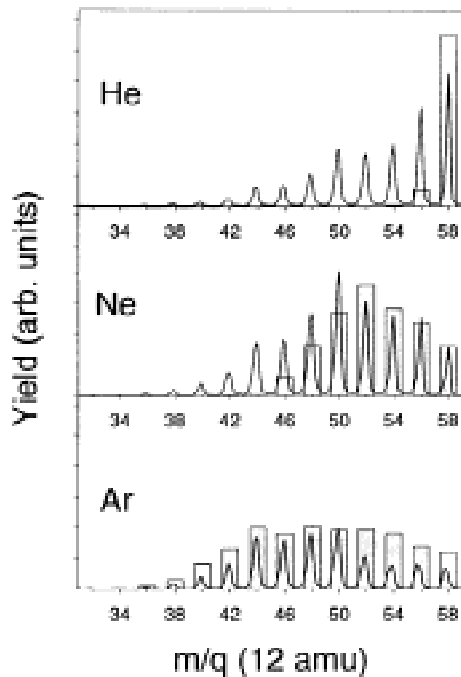 He
34 38 42 46 50 54 58
Ne
34 38 42 46 50 54 58
Ar
34 38 42 46 50 54 58
Yield (arb. units)
m/q (12 amu)